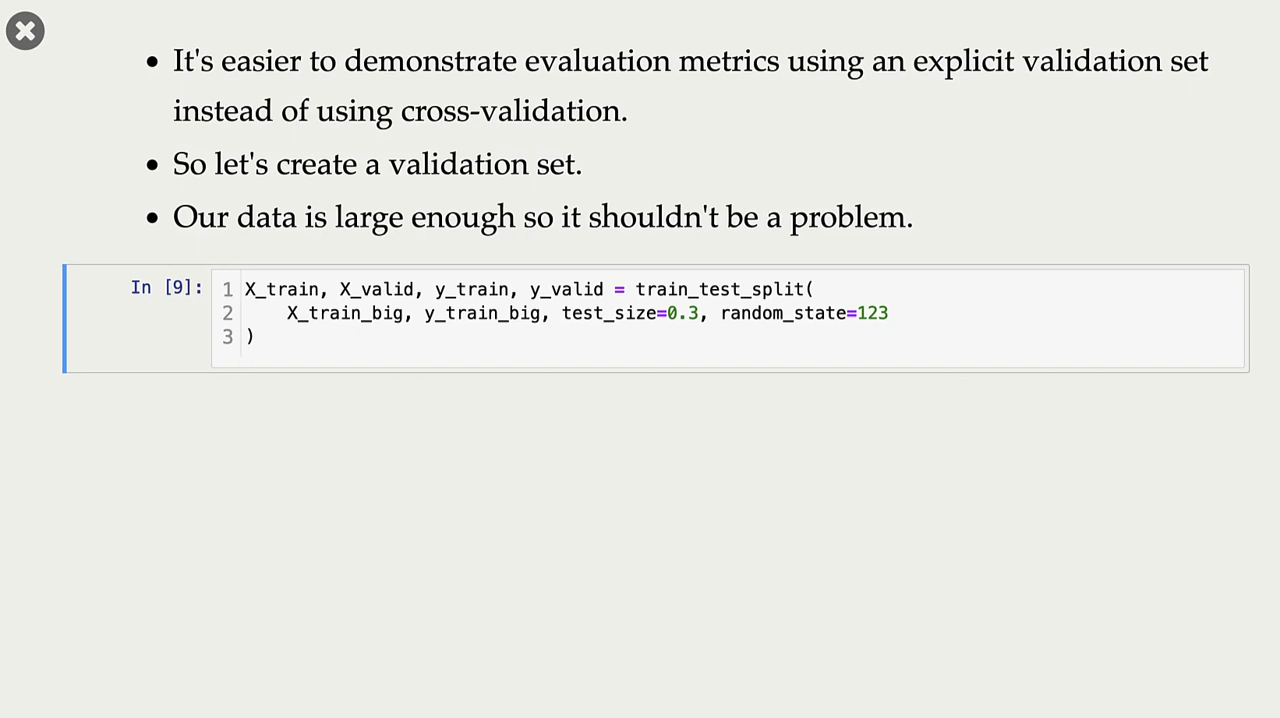 • It's easier to demonstrate evaluation metrics using an explicit validation set
instead of using cross-validation.
• So let's create a validation set.
• Our data is large enough so it shouldn't be a problem.
In [9]: 1 X_train, X_valid, y_train, y_valid = train_test_split(
2     X_train_big, y_train_big, test_size=0.3, random_state=123
3 )